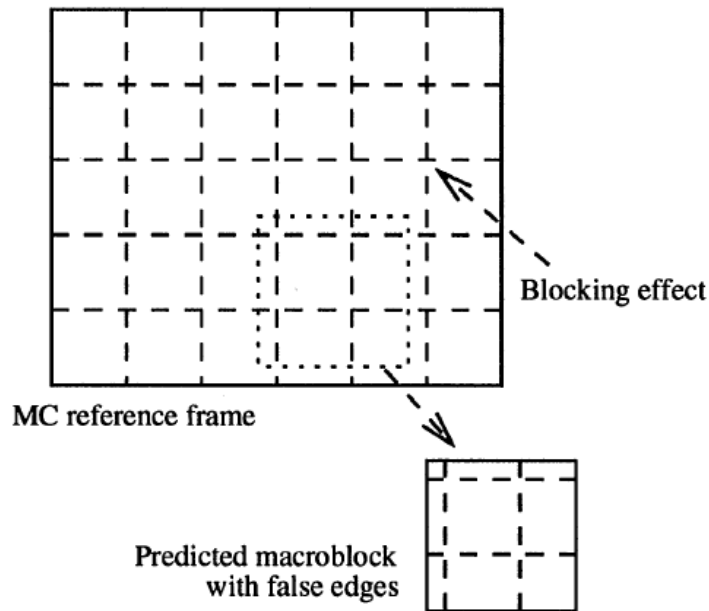 Blocking effect
MC reference frame
Predicted macroblock
with false edges